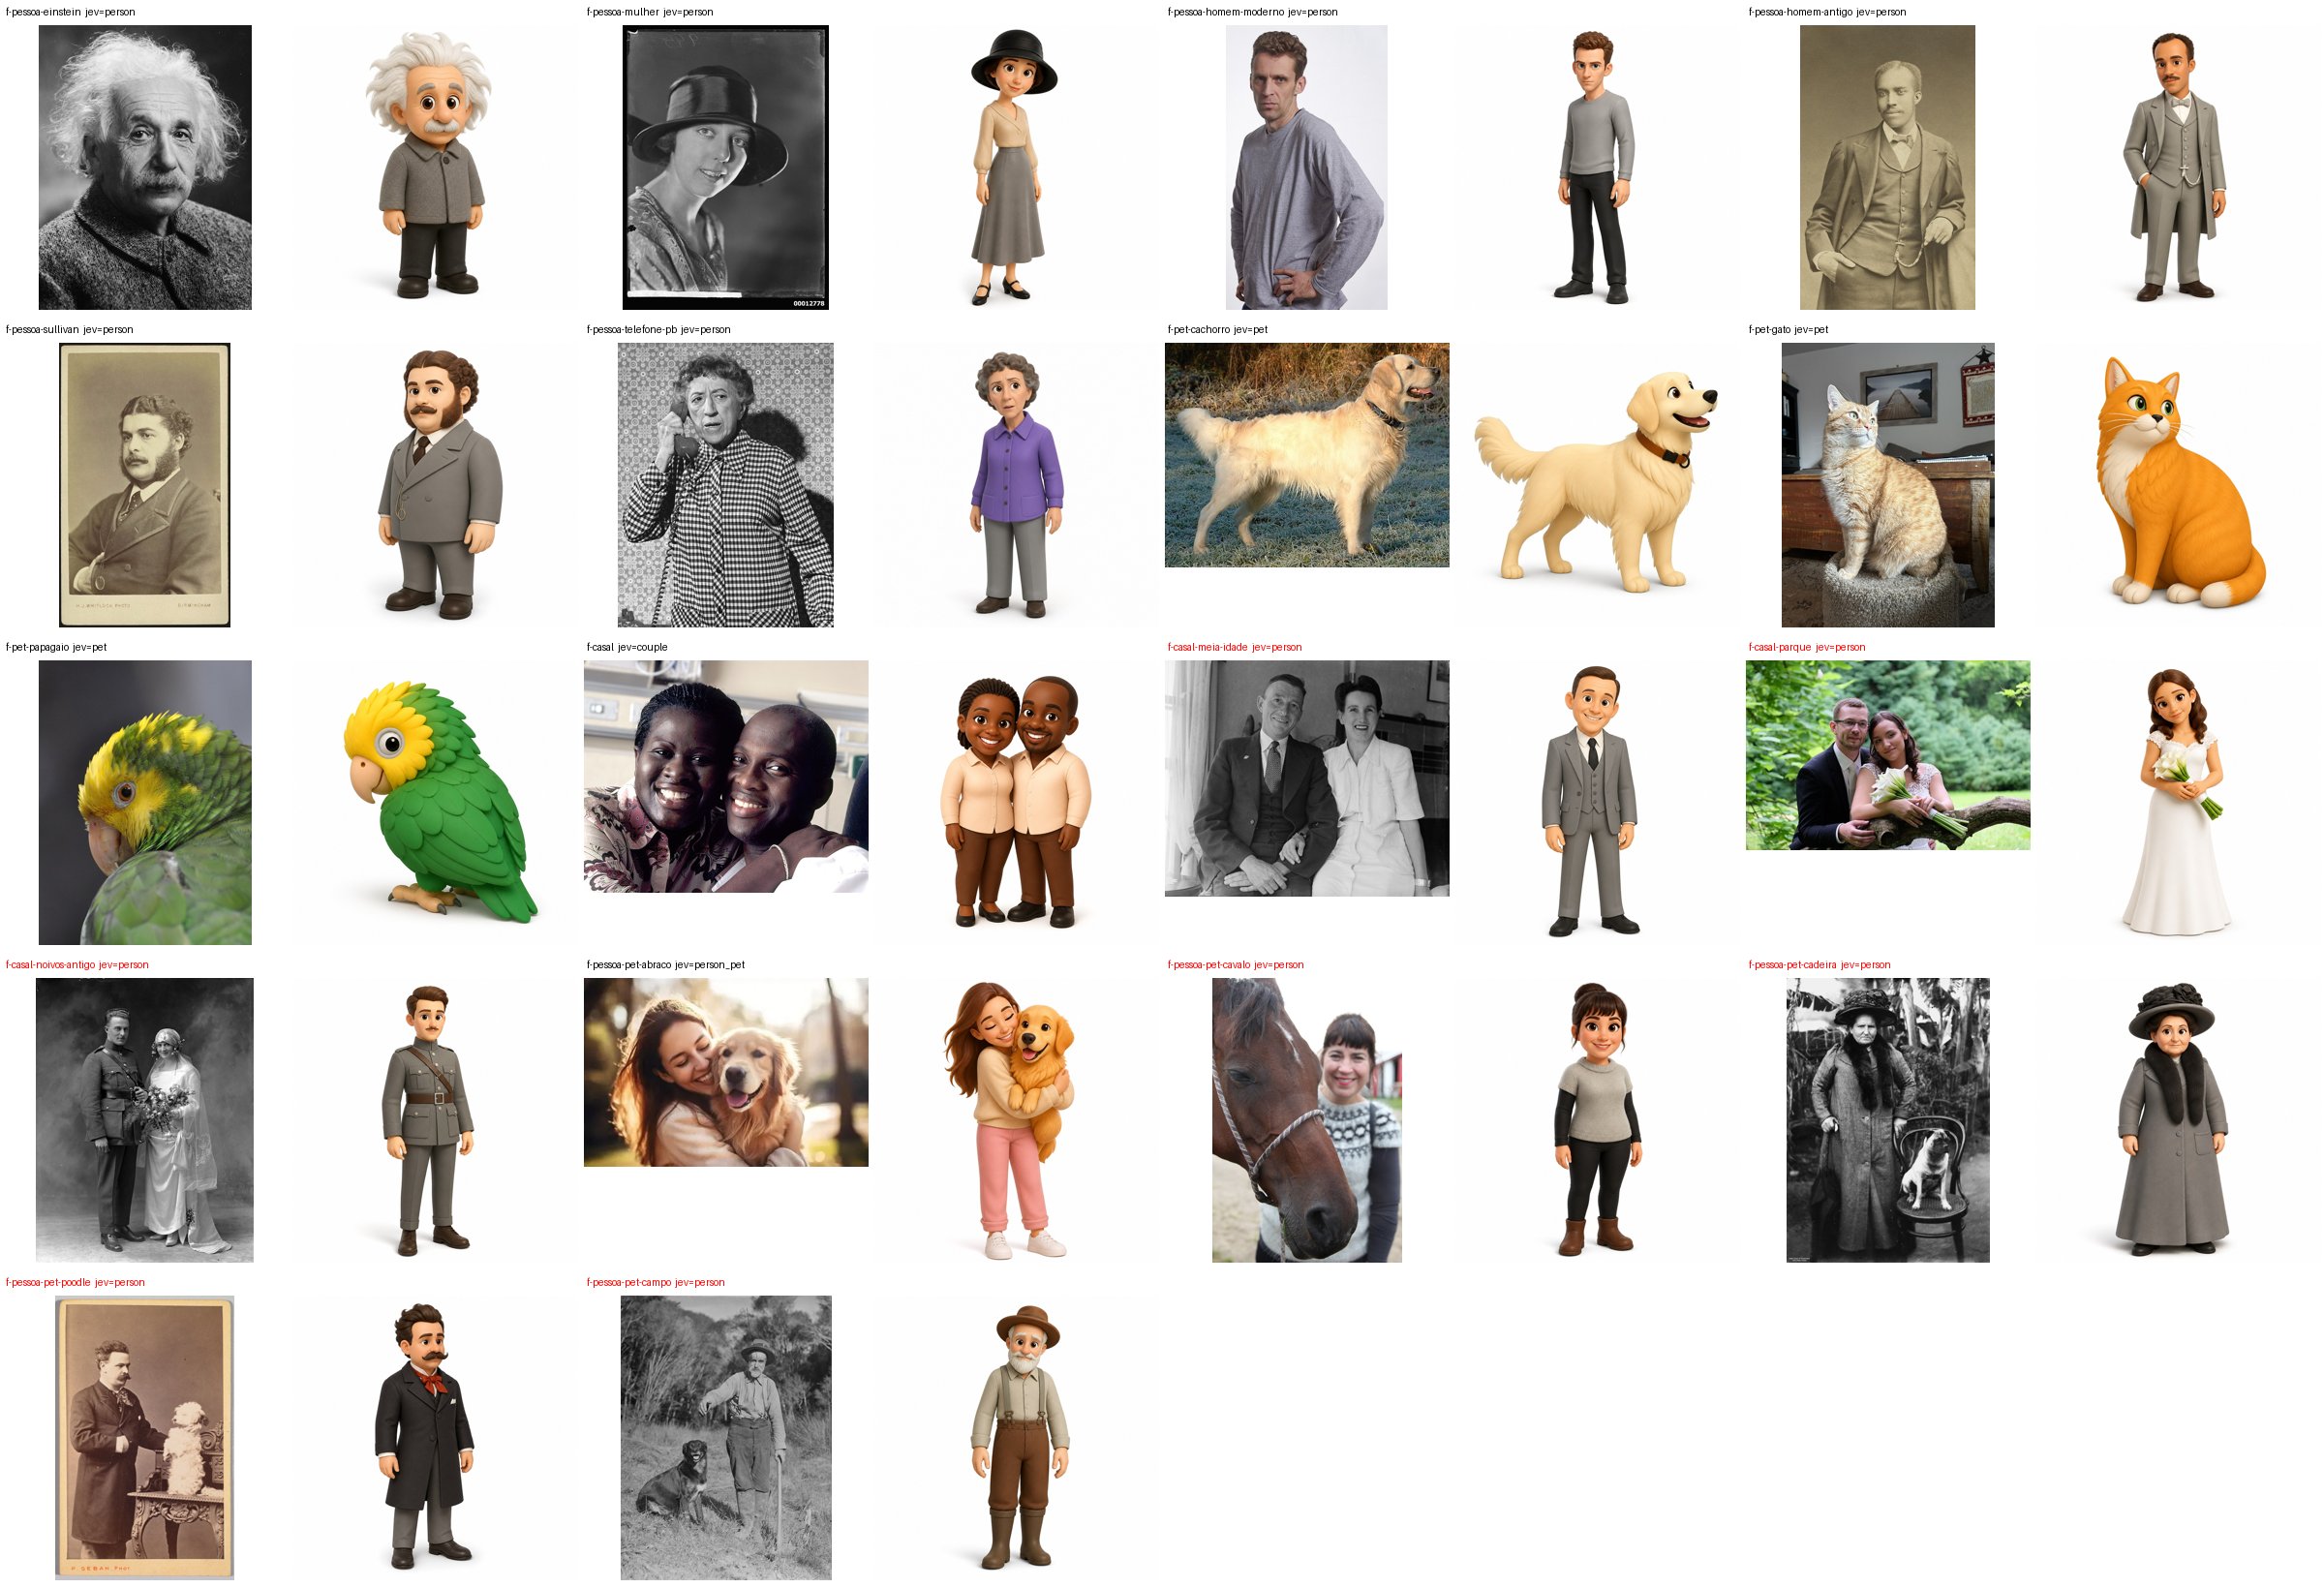 f-pessoa-einstein jev=person
f-pessoa-mulher jev=person
f-pessoa-homem-moderno jev=person
f-pessoa-homem-antigo jev=person
00012778
f-pessoa-sullivan jev=person
f-pessoa-telefone-pb jev=person
f-pet-cachorro jev=pet
f-pet-gato jev=pet
BIRMINGHAM
f-pet-papagaio jev=pet
f-casal jev=couple
f-casal-meia-idade jev=person
f-casal-parque jev=person
f-casal-noivos-antigo jev=person
f-pessoa-pet-abraco jev=person_pet
f-pessoa-pet-cavalo jev=person
f-pessoa-pet-cadeira jev=person
f-pessoa-pet-poodle jev=person
f-pessoa-pet-campo jev=person